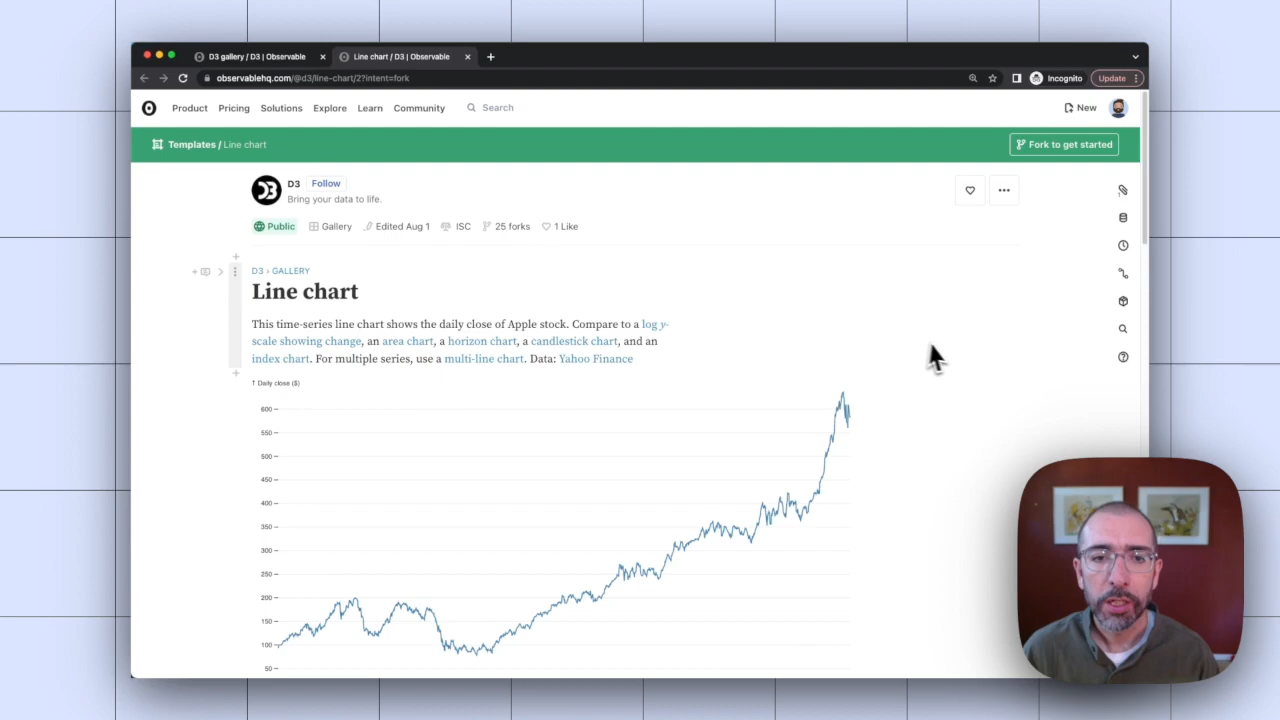 D3 gallery / D3 | Observable
Line chart / D3 | Observable
observablehq.com/@d3/line-chart/2?intent=fork
Incognito
Update
Product
Pricing
Solutions
Explore
Learn
Community
Search
New
Templates / Line chart
Fork to get started
D3
D3 Follow
Bring your data to life.
Public
Gallery
Edited Aug 1
ISC
25 forks
1 Like
D3 › GALLERY
Line chart
This time-series line chart shows the daily close of Apple stock. Compare to a log y-
scale showing change, an area chart, a horizon chart, a candlestick chart, and an
index chart. For multiple series, use a multi-line chart. Data: Yahoo Finance
↑ Daily close ($)
600
550
500
450
400
350
300
250
200
150
100
50